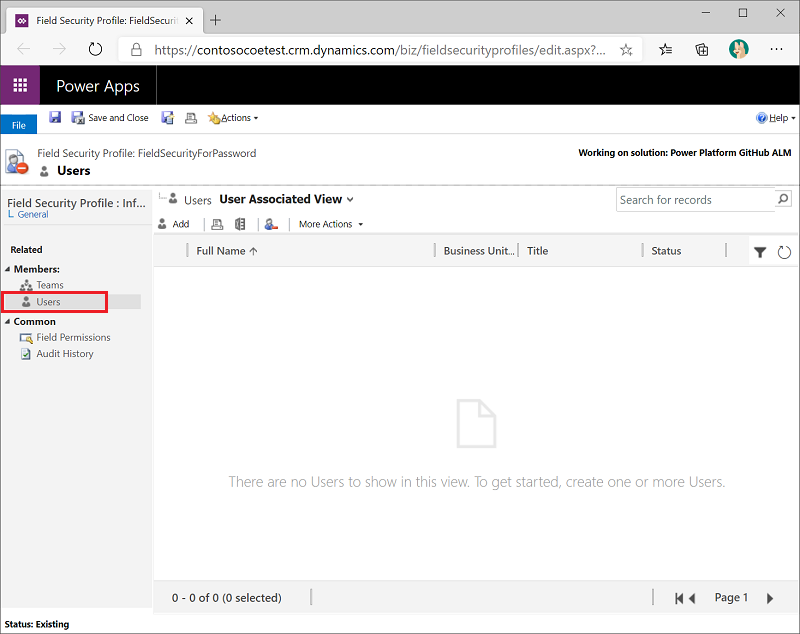 Field Security Profile: FieldSecuri
https://contosocoetest.crm.dynamics.com/biz/fieldsecurityprofiles/edit.aspx?...
Power Apps
File
Save and Close
Actions
Help
Field Security Profile: FieldSecurityForPassword
Users
Working on solution: Power Platform GitHub ALM
Field Security Profile : Inf...
General
Related
Members:
Teams
Users
Common
Field Permissions
Audit History
Users User Associated View
Search for records
Add
More Actions
Full Name
Business Unit...
Title
Status
There are no Users to show in this view. To get started, create one or more Users.
0 - 0 of 0 (0 selected)
Page 1
Status: Existing